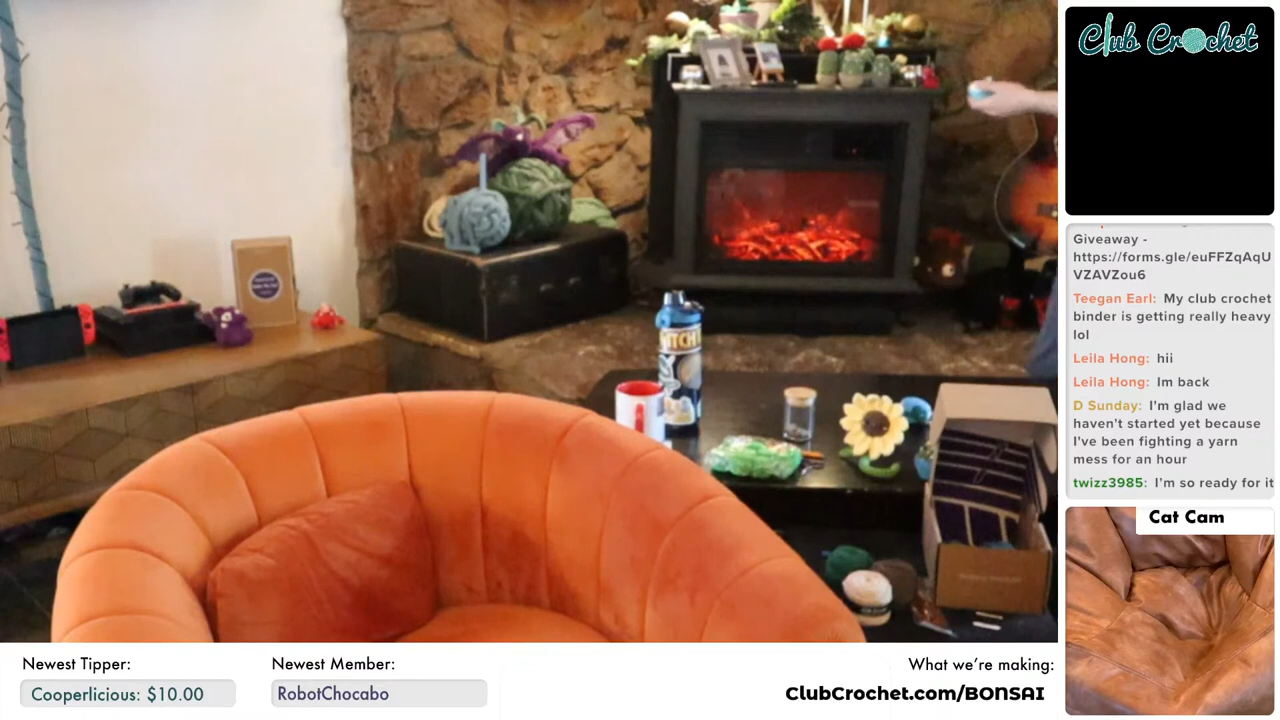 Club Crochet
Giveaway -
https://forms.gle/euFFZqAqU
VZAVZou6
Teegan Earl: My club crochet
binder is getting really heavy
lol
Leila Hong: hii
Leila Hong: Im back
D Sunday: I'm glad we
haven't started yet because
I've been fighting a yarn
mess for an hour
twizz3985: I'm so ready for it
Cat Cam
Newest Tipper:
Cooperlicious: $10.00
Newest Member:
RobotChocabo
What we're making:
ClubCrochet.com/BONSAI